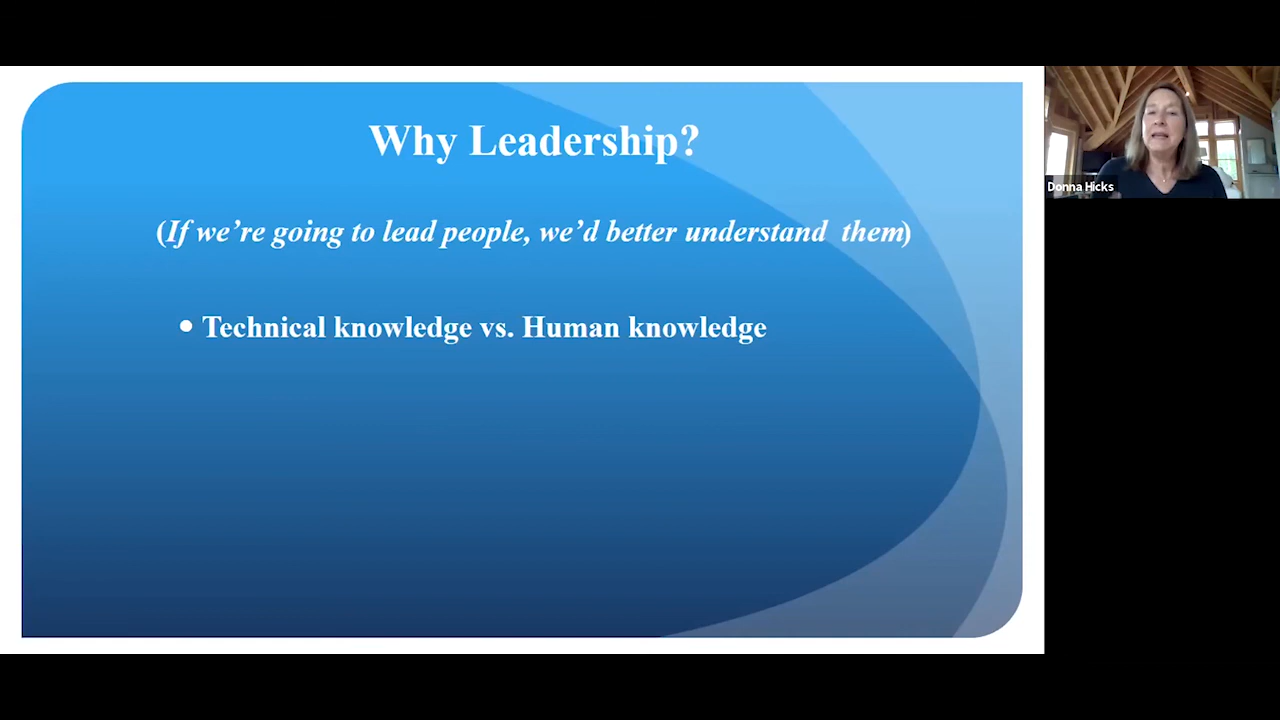 Why Leadership?
(If we’re going to lead people, we’d better understand  them)
• Technical knowledge vs. Human knowledge
Donna Hicks